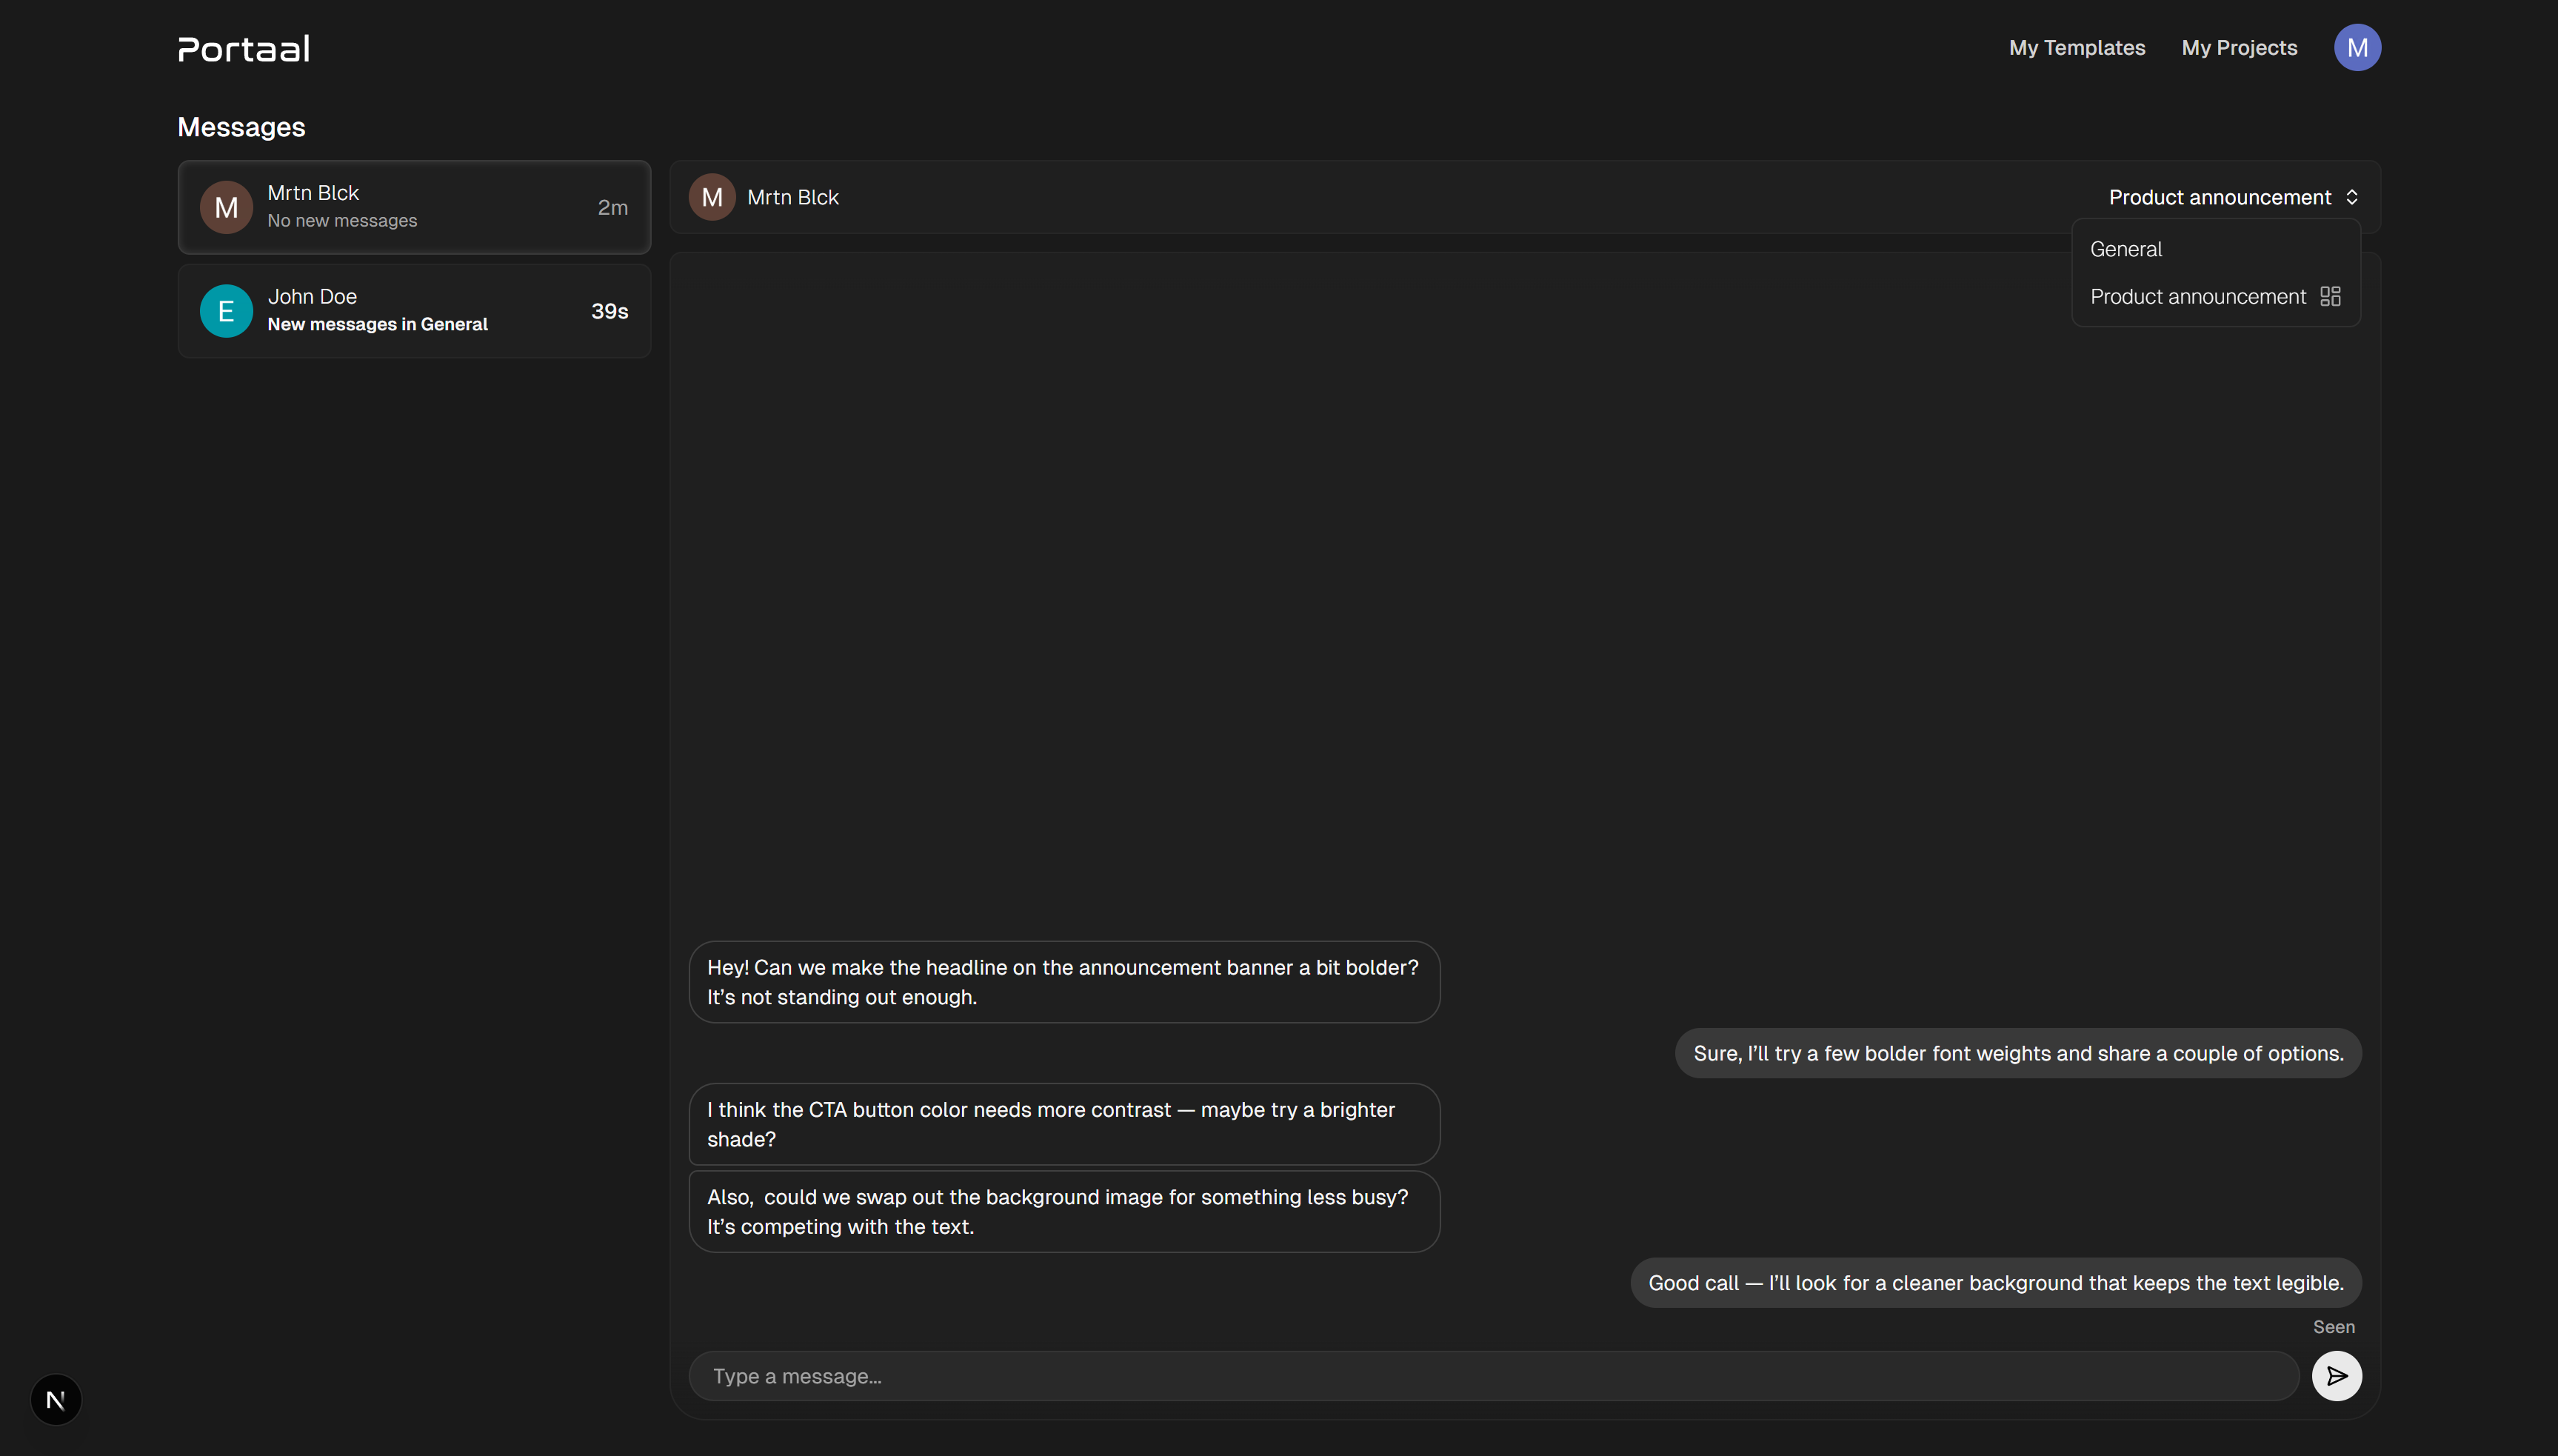 Portaal
My Templates
My Projects
M
Messages
M
Mrtn Blck
No new messages
2m
E
John Doe
New messages in General
39s
M
Mrtn Blck
Product announcement
General
Product announcement
Hey! Can we make the headline on the announcement banner a bit bolder?
It’s not standing out enough.
Sure, I’ll try a few bolder font weights and share a couple of options.
I think the CTA button color needs more contrast — maybe try a brighter
shade?
Also,  could we swap out the background image for something less busy?
It’s competing with the text.
Good call — I’ll look for a cleaner background that keeps the text legible.
Seen
Type a message...
N